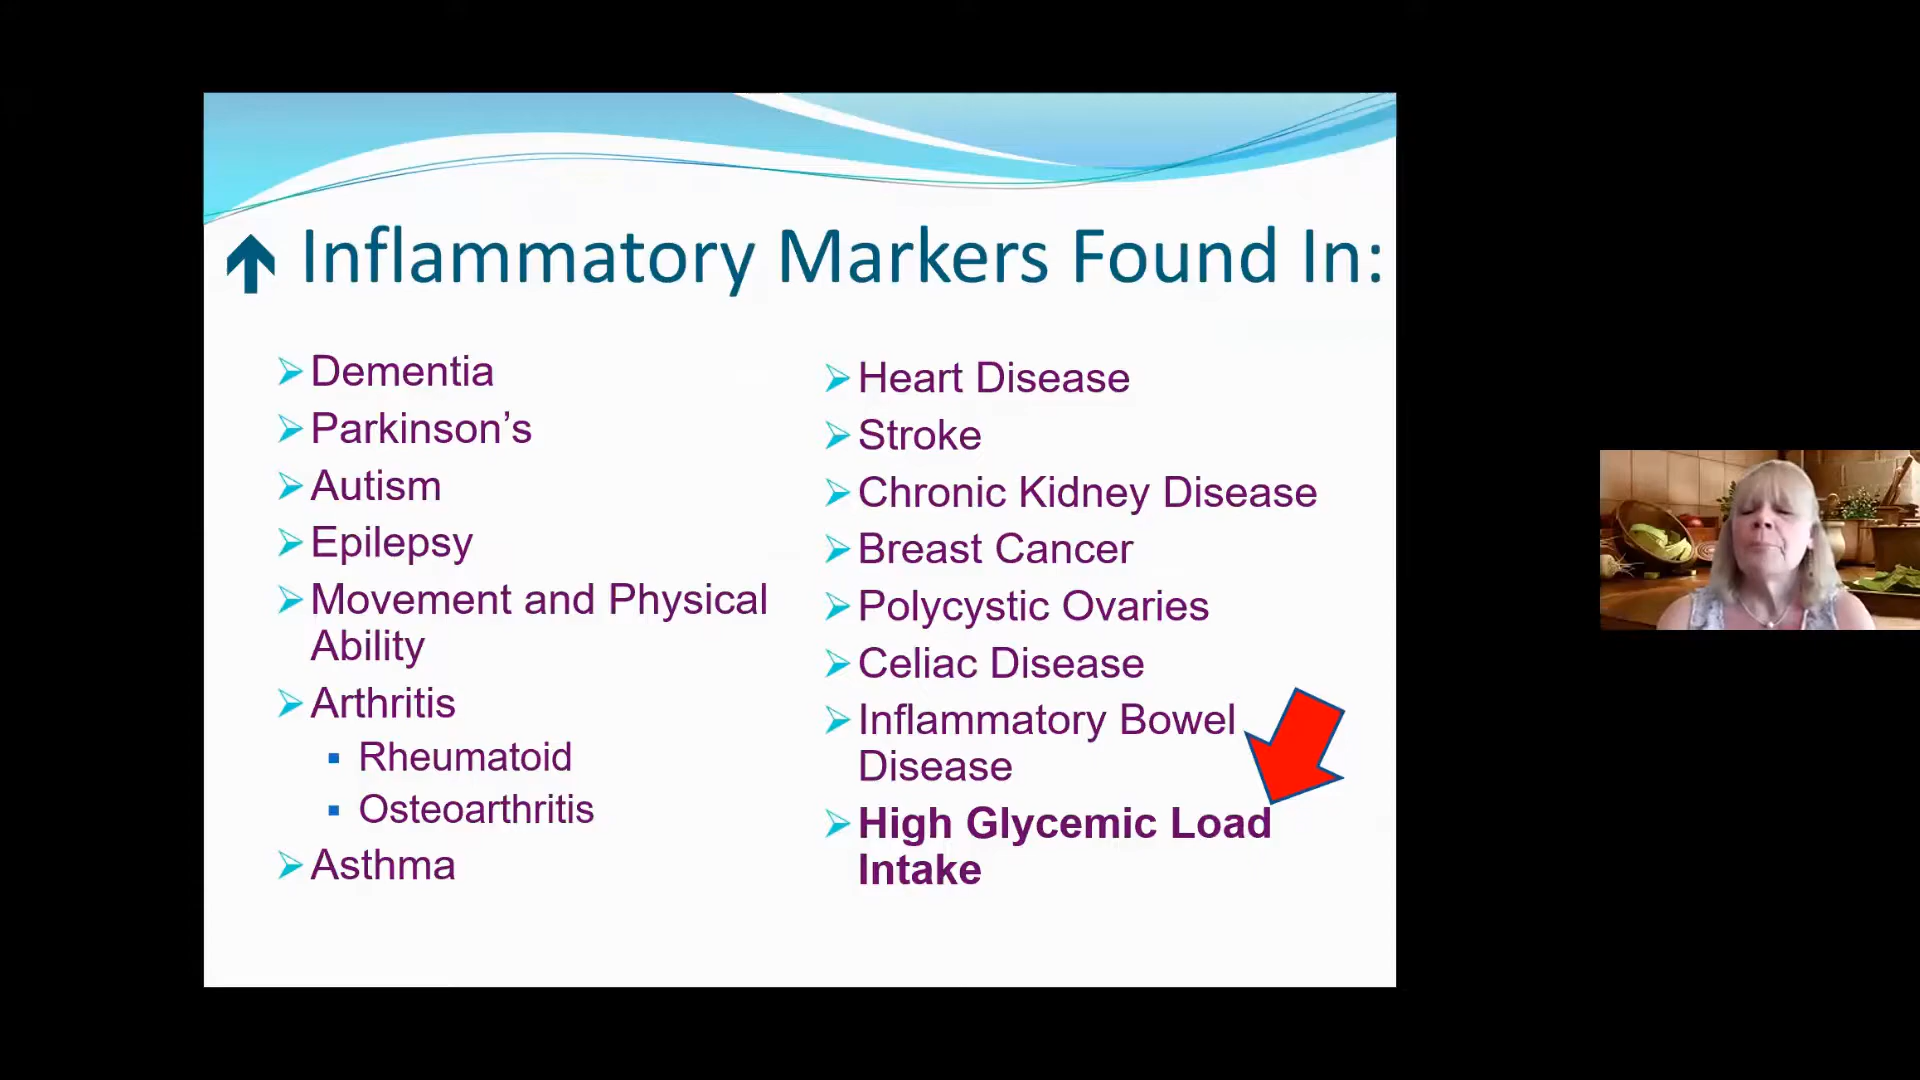 ↑ Inflammatory Markers Found In:
Dementia
Parkinson’s
Autism
Epilepsy
Movement and Physical
Ability
Arthritis
Rheumatoid
Osteoarthritis
Asthma
Heart Disease
Stroke
Chronic Kidney Disease
Breast Cancer
Polycystic Ovaries
Celiac Disease
Inflammatory Bowel
Disease
High Glycemic Load
Intake